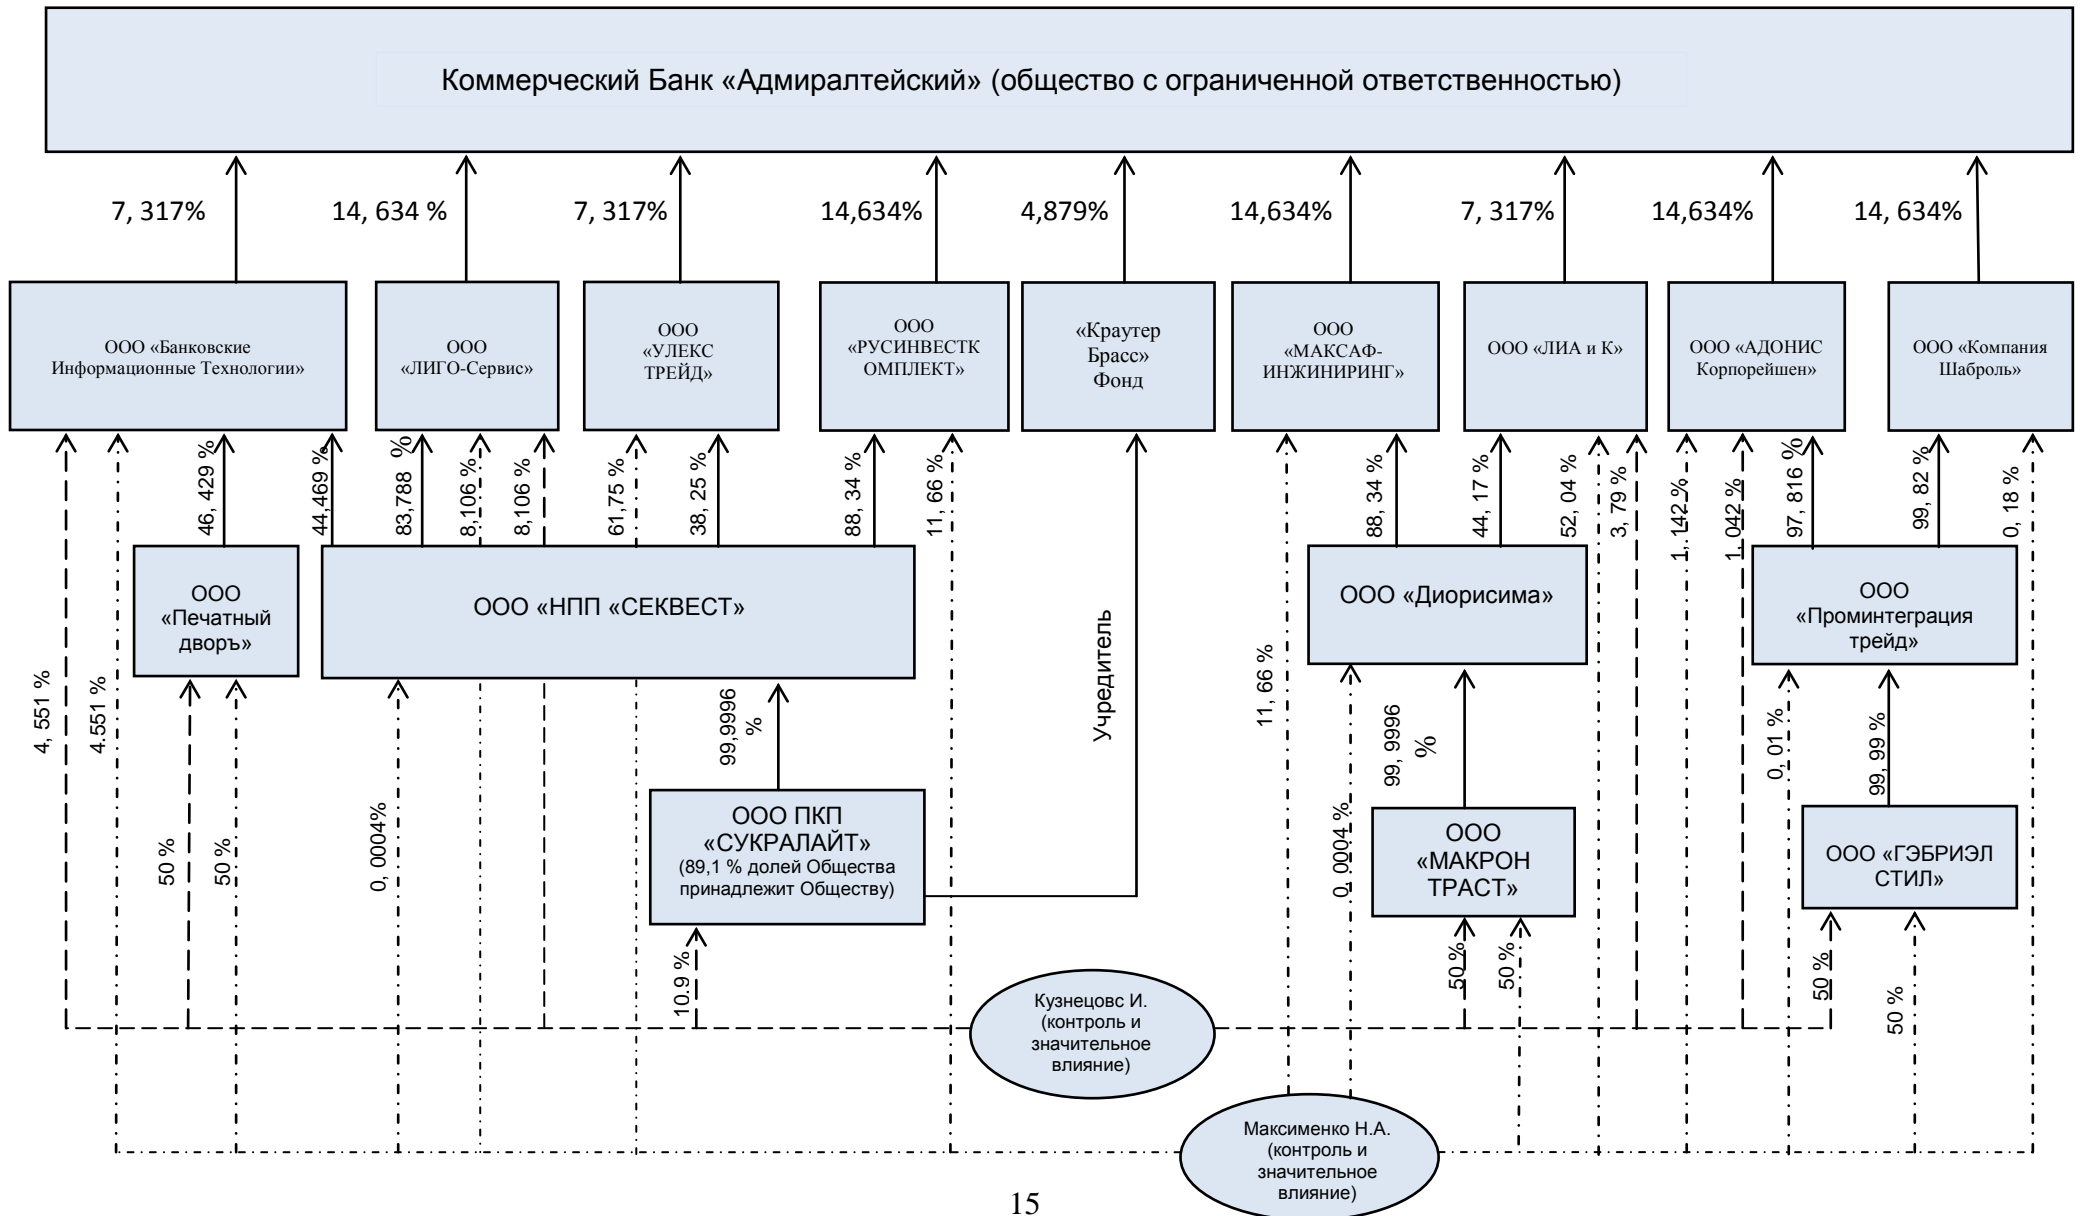 Коммерческий Банк «Адмиралтейский» (общество с ограниченной ответственностью)
7, 317%
14, 634 %
7, 317%
14,634%
4,879%
14,634%
7, 317%
14,634%
14, 634%
ООО «Банковские
Информационные Технологии»
ООО
«ЛИГО-Сервис»
ООО
«УЛЕКС
ТРЕЙД»
ООО
«РУСИНВЕСТК
ОМПЛЕКТ»
«Краутер
Брасс»
Фонд
ООО
«МАКСАФ-
ИНЖИНИРИНГ»
ООО «ЛИА и К»
ООО «АДОНИС
Корпорейшен»
ООО «Компания
Шаброль»
46, 429 %
44,469 %
83,788 %
8,106 %
8,106 %
61,75 %
38, 25 %
88, 34 %
11, 66 %
88, 34 %
44, 17 %
52, 04 %
3, 79 %
1, 142 %
1, 042 %
97, 816 %
99, 82 %
0, 18 %
ООО
«Печатный
дворъ»
ООО «НПП «СЕКВЕСТ»
Учредитель
ООО «Диорисима»
ООО
«Проминтеграция
трейд»
4, 551 %
4.551 %
99,9996
%
11, 66 %
99, 9996
%
0, 01 %
99, 99 %
50 %
50 %
0, 0004%
ООО ПКП
«СУКРАЛАЙТ»
(89,1 % долей Общества
принадлежит Обществу)
0, 0004 %
ООО
«МАКРОН
ТРАСТ»
ООО «ГЭБРИЭЛ
СТИЛ»
10.9 %
50 %
50 %
50 %
50 %
Кузнецовс И.
(контроль и
значительное
влияние)
Максименко Н.А.
(контроль и
значительное
влияние)
15